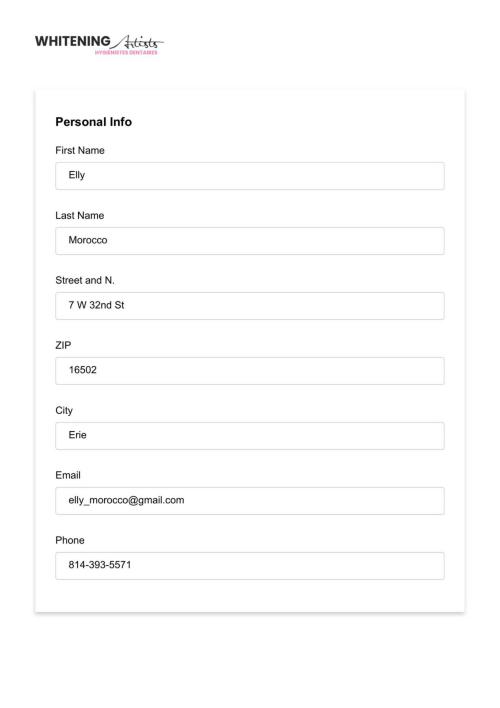 WHITENING Artists
HYGIÉNISTES DENTAIRES
Personal Info
First Name
Elly
Last Name
Morocco
Street and N.
7 W 32nd St
ZIP
16502
City
Erie
Email
elly_morocco@gmail.com
Phone
814-393-5571